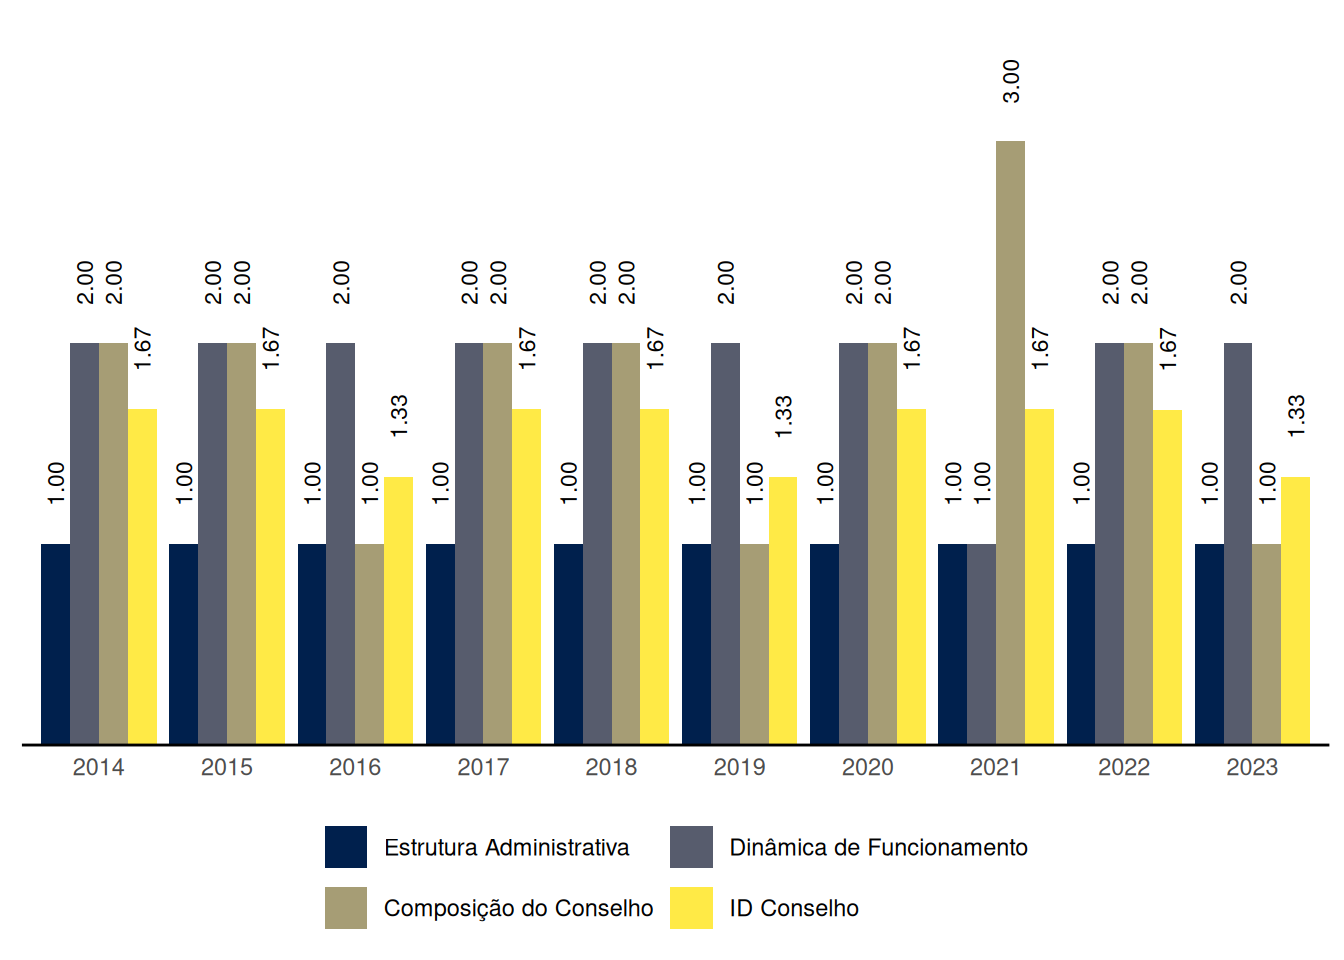 3.00
2.00 2.00 2.00 2.00 2.00 2.00 2.00 2.00 2.00 2.00 2.00 2.00 2.00 2.00 2.00
1.67 1.67 1.67 1.67 1.67 1.67 1.67
1.33 1.33 1.33
1.00 1.00 1.00 1.00 1.00 1.00 1.00 1.00 1.00 1.00 1.00 1.00 1.00 1.00
2014 2015 2016 2017 2018 2019 2020 2021 2022 2023
Estrutura Administrativa Dinâmica de Funcionamento
Composição do Conselho ID Conselho